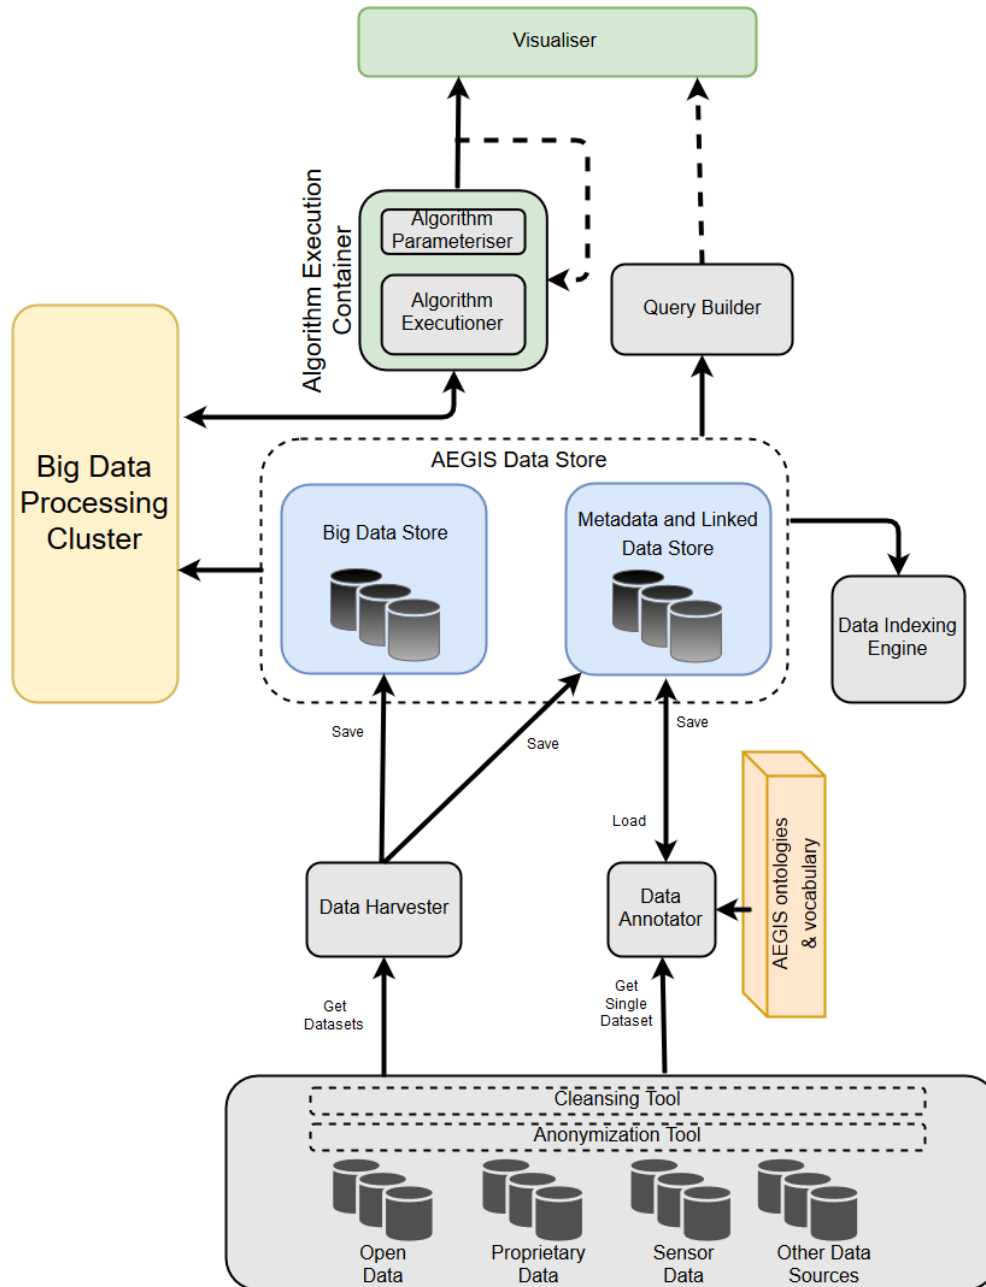 Visualiser
Algorithm Execution
Container
Algorithm
Parameteriser
Algorithm
Executioner
Query Builder
Big Data
Processing
Cluster
AEGIS Data Store
Big Data Store
Metadata and Linked
Data Store
Data Indexing
Engine
Save
Save
Save
Load
Data Harvester
Data
Annotator
AEGIS ontologies
& vocabulary
Get
Datasets
Get
Single
Dataset
Cleansing Tool
Anonymization Tool
Open
Data
Proprietary
Data
Sensor
Data
Other Data
Sources